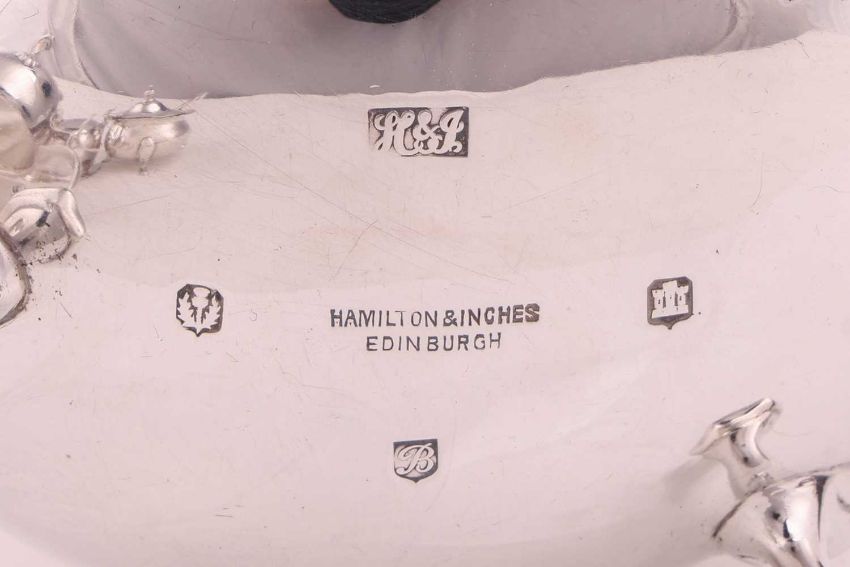 H&I
HAMILTON & INCHES
EDINBURGH
B